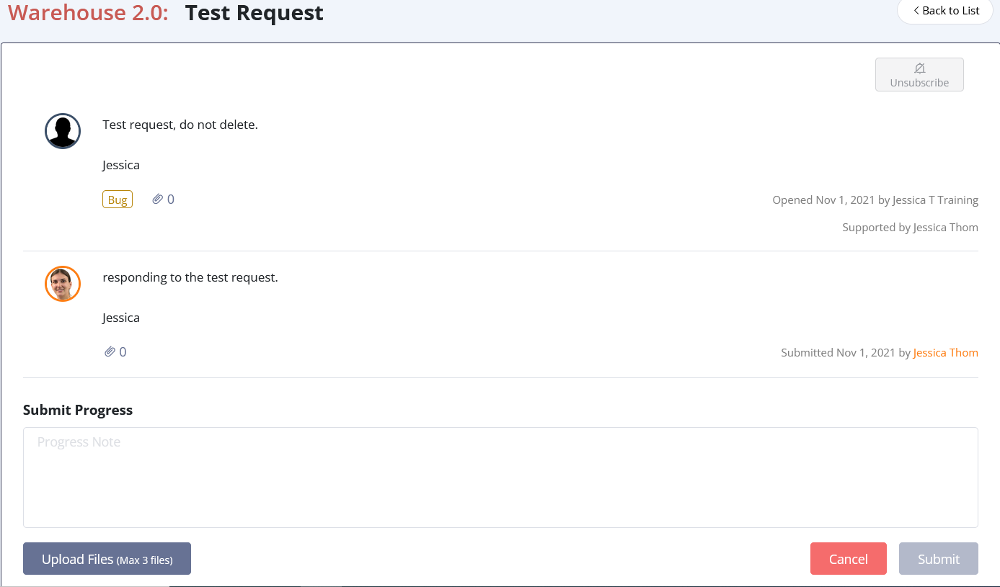 Warehouse 2.0: Test Request
Back to List
Unsubscribe
Test request, do not delete.
Jessica
Bug 0
Opened Nov 1, 2021 by Jessica T Training
Supported by Jessica Thom
responding to the test request.
Jessica
0
Submitted Nov 1, 2021 by Jessica Thom
Submit Progress
Progress Note
Upload Files (Max 3 files)
Cancel
Submit